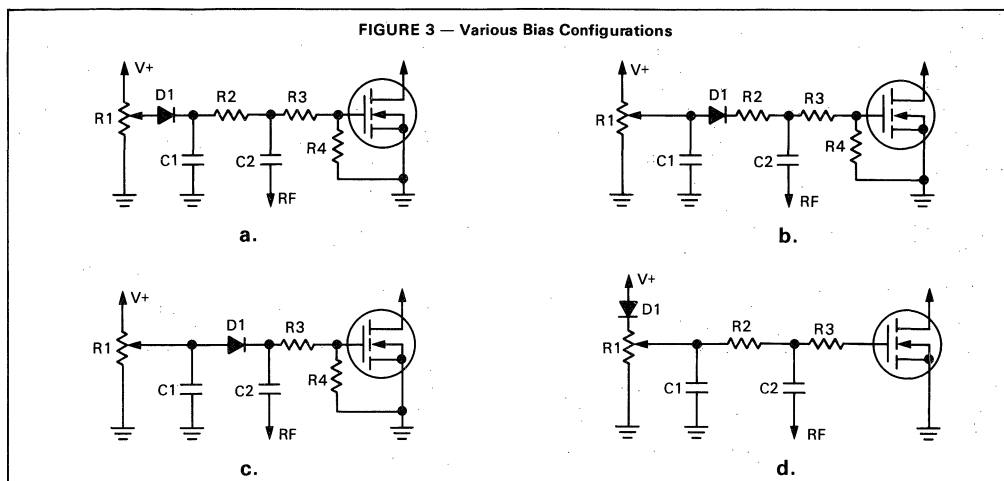 FIGURE 3 — Various Bias Configurations
V+
D1
R2
R3
R1
R4
C1
C2
RF
a.
V+
D1
R2
R3
R1
R4
C1
C2
RF
b.
V+
D1
R3
R1
R4
C1
C2
RF
c.
V+
D1
R2
R3
R1
C1
C2
RF
d.